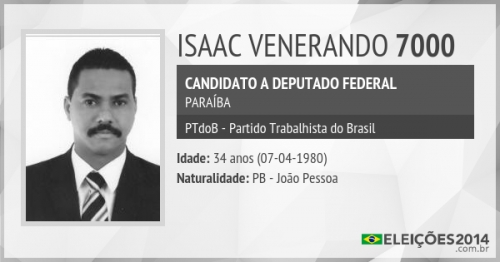 ISAAC VENERANDO 7000
CANDIDATO A DEPUTADO FEDERAL
PARAÍBA
PTdoB - Partido Trabalhista do Brasil
Idade: 34 anos (07-04-1980)
Naturalidade: PB - João Pessoa
ELEIÇÕES2014
.com.br